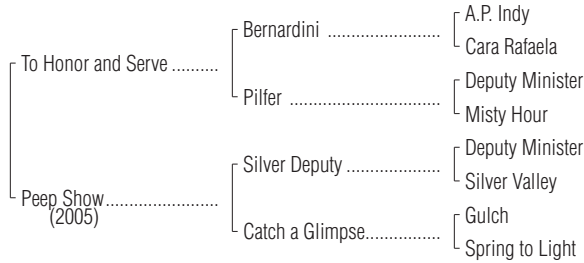 A.P. Indy
Bernardini ......................
Cara Rafaela
To Honor and Serve ..........
Deputy Minister
Pilfer ..............................
Misty Hour
Deputy Minister
Silver Deputy ...................
Silver Valley
Peep Show.......................
(2005)
Gulch
Catch a Glimpse...............
Spring to Light